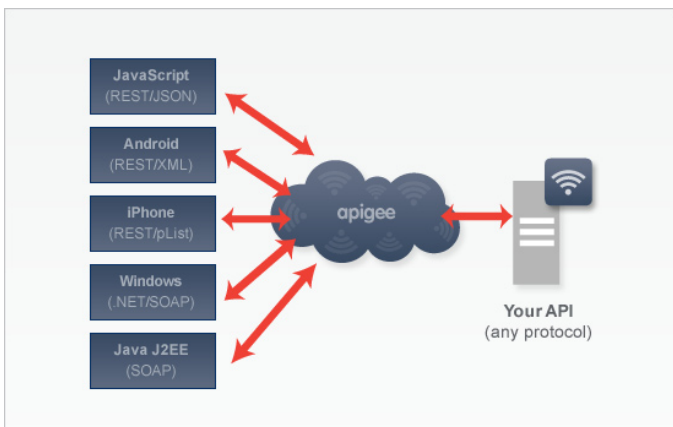 JavaScript
(REST/JSON)
Android
(REST/XML)
iPhone
(REST/pList)
Windows
(.NET/SOAP)
Java J2EE
(SOAP)
apigee
Your API
(any protocol)